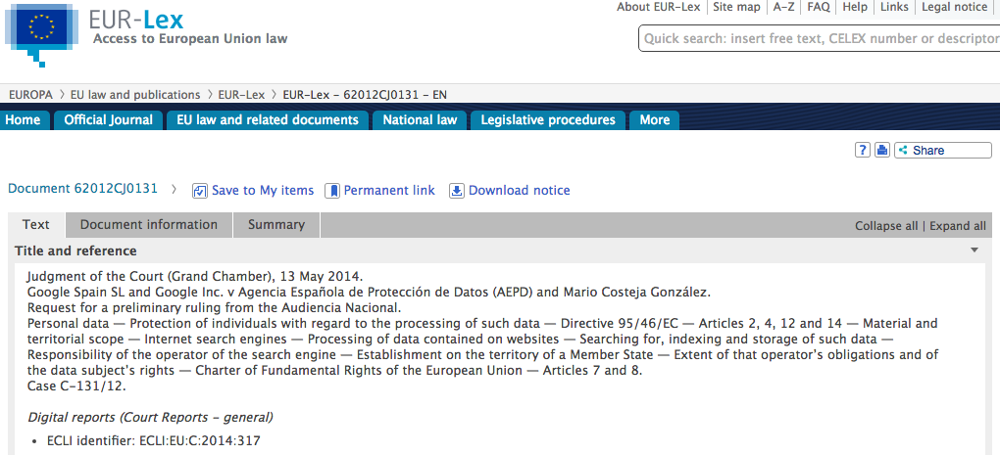 EUR-Lex
Access to European Union law
About EUR-Lex | Site map | A-Z | FAQ | Help | Links | Legal notice |
Quick search: insert free text, CELEX number or descriptor
EUROPA > EU law and publications > EUR-Lex > EUR-Lex - 62012CJ0131 - EN
Home Official Journal EU law and related documents National law Legislative procedures More
? Share
Document 62012CJ0131 > Save to My items Permanent link Download notice
Text Document information Summary Collapse all | Expand all
Title and reference
Judgment of the Court (Grand Chamber), 13 May 2014.
Google Spain SL and Google Inc. v Agencia Española de Protección de Datos (AEPD) and Mario Costeja González.
Request for a preliminary ruling from the Audiencia Nacional.
Personal data — Protection of individuals with regard to the processing of such data — Directive 95/46/EC — Articles 2, 4, 12 and 14 — Material and
territorial scope — Internet search engines — Processing of data contained on websites — Searching for, indexing and storage of such data —
Responsibility of the operator of the search engine — Establishment on the territory of a Member State — Extent of that operator's obligations and of
the data subject's rights — Charter of Fundamental Rights of the European Union — Articles 7 and 8.
Case C-131/12.
Digital reports (Court Reports - general)
• ECLI identifier: ECLI:EU:C:2014:317